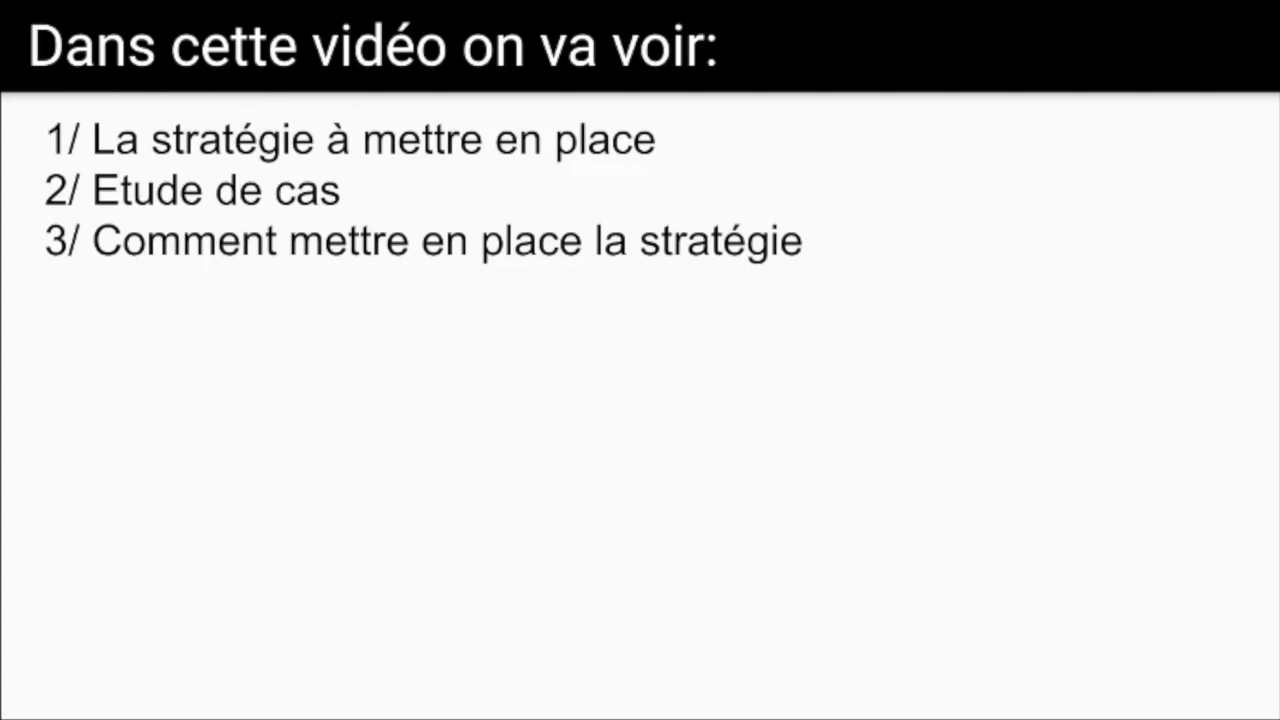 Dans cette vidéo on va voir:
1/ La stratégie à mettre en place
2/ Etude de cas
3/ Comment mettre en place la stratégie